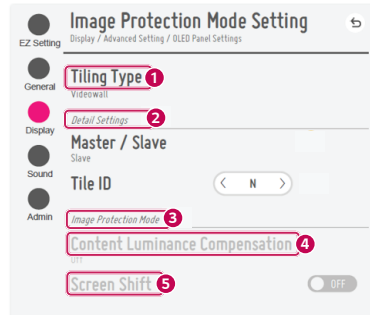 Image Protection Mode Setting
Display / Advanced Setting / OLED Panel Settings
EZ Setting
General
Display
Sound
Admin
Tiling Type 1
Videowall
Detail Settings 2
Master / Slave
Slave
Tile ID
N
Image Protection Mode 3
Content Luminance Compensation 4
Off
Screen Shift 5
OFF